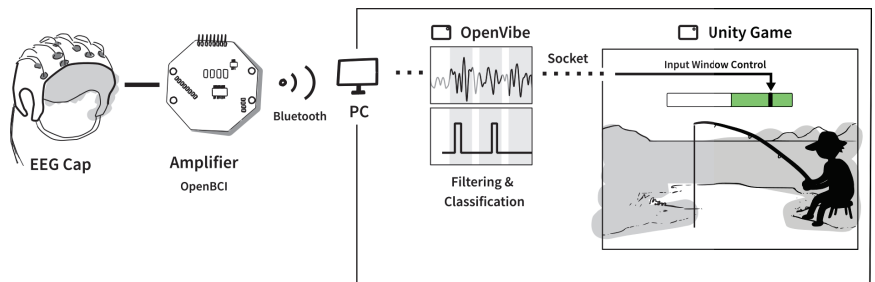 EEG Cap
Amplifier
OpenBCI
Bluetooth
PC
OpenVibe
Filtering &
Classification
Socket
Unity Game
Input Window Control